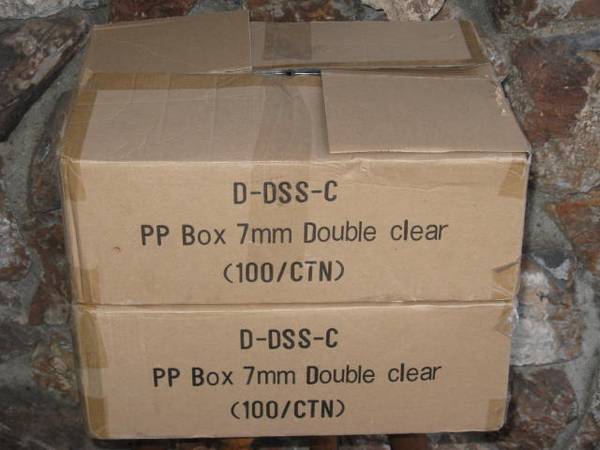 D-DSS-C
PP Box 7mm Double clear
(100/CTN)
D-DSS-C
PP Box 7mm Double clear
(100/CTN)